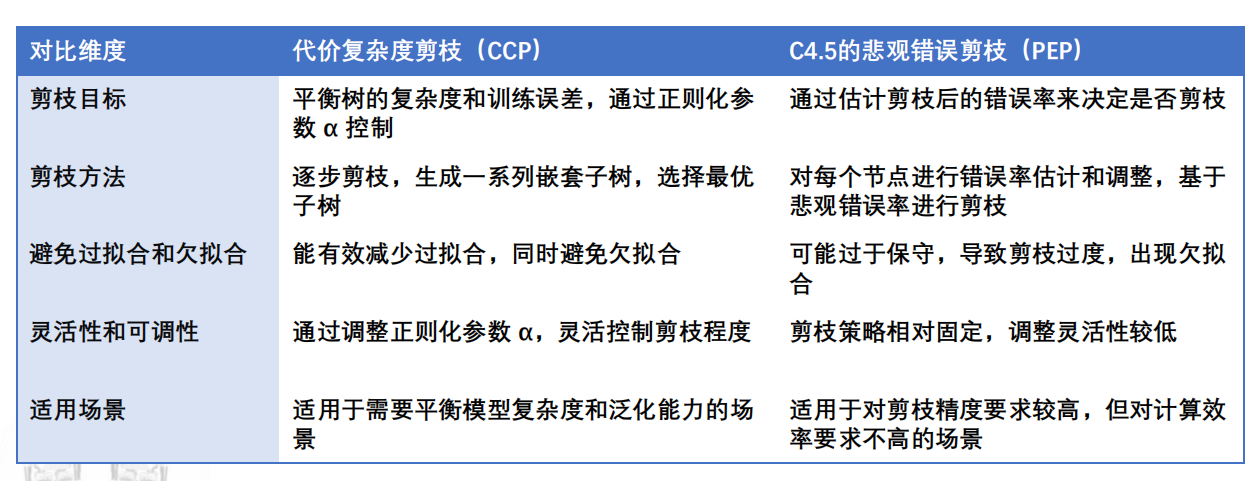 对比维度
代价复杂度剪枝（CCP）
C4.5的悲观错误剪枝（PEP）
剪枝目标
平衡树的复杂度和训练误差，通过正则化参
数 α 控制
通过估计剪枝后的错误率来决定是否剪枝
剪枝方法
逐步剪枝，生成一系列嵌套子树，选择最优
子树
对每个节点进行错误率估计和调整，基于
悲观错误率进行剪枝
避免过拟合和欠拟合
能有效减少过拟合，同时避免欠拟合
可能过于保守，导致剪枝过度，出现欠拟
合
灵活性和可调性
通过调整正则化参数 α，灵活控制剪枝程度
剪枝策略相对固定，调整灵活性较低
适用场景
适用于需要平衡模型复杂度和泛化能力的场
景
适用于对剪枝精度要求较高，但对计算效
率要求不高的场景